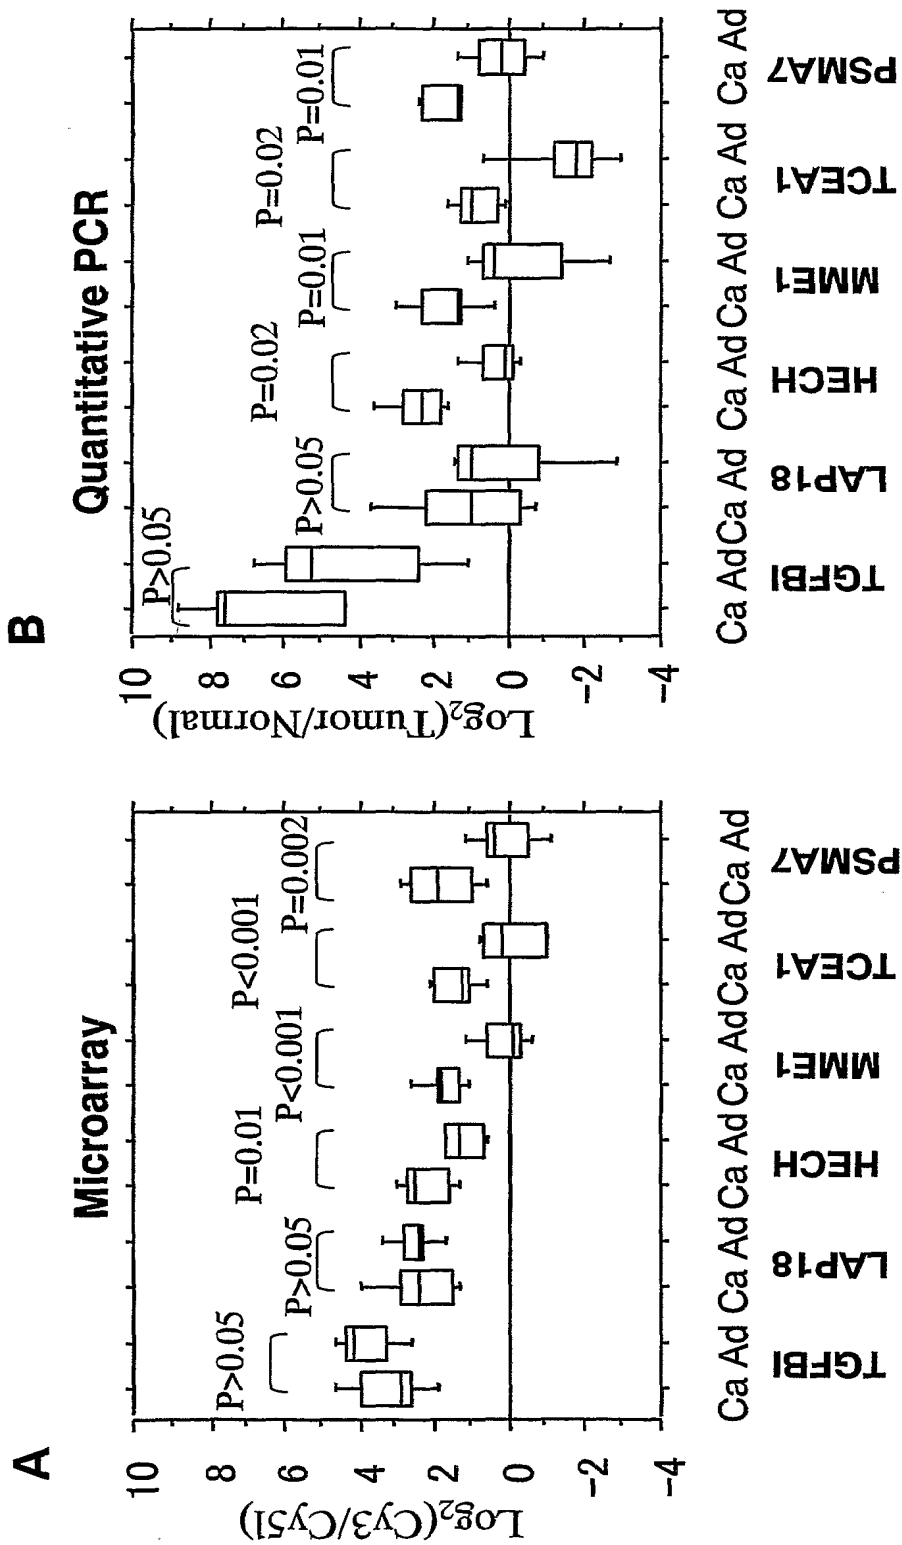 A
Microarray
10
8
6
4
2
0
-2
-4
Log2(Cy3/Cy5l)
P>0.05
P>0.05
P=0.01
P<0.001
P<0.001
P=0.002
Ca Ad Ca Ad Ca Ad Ca Ad Ca Ad Ca Ad
TGFBI LAP18 HECH MME1 TCEA1 PSMA7
B
Quantitative PCR
10
8
6
4
2
0
-2
-4
Log2(Tumor/Normal)
P>0.05
P>0.05
P=0.02
P=0.01
P=0.02
P=0.01
Ca Ad Ca Ad Ca Ad Ca Ad Ca Ad Ca Ad
TGFBI LAP18 HECH MME1 TCEA1 PSMA7